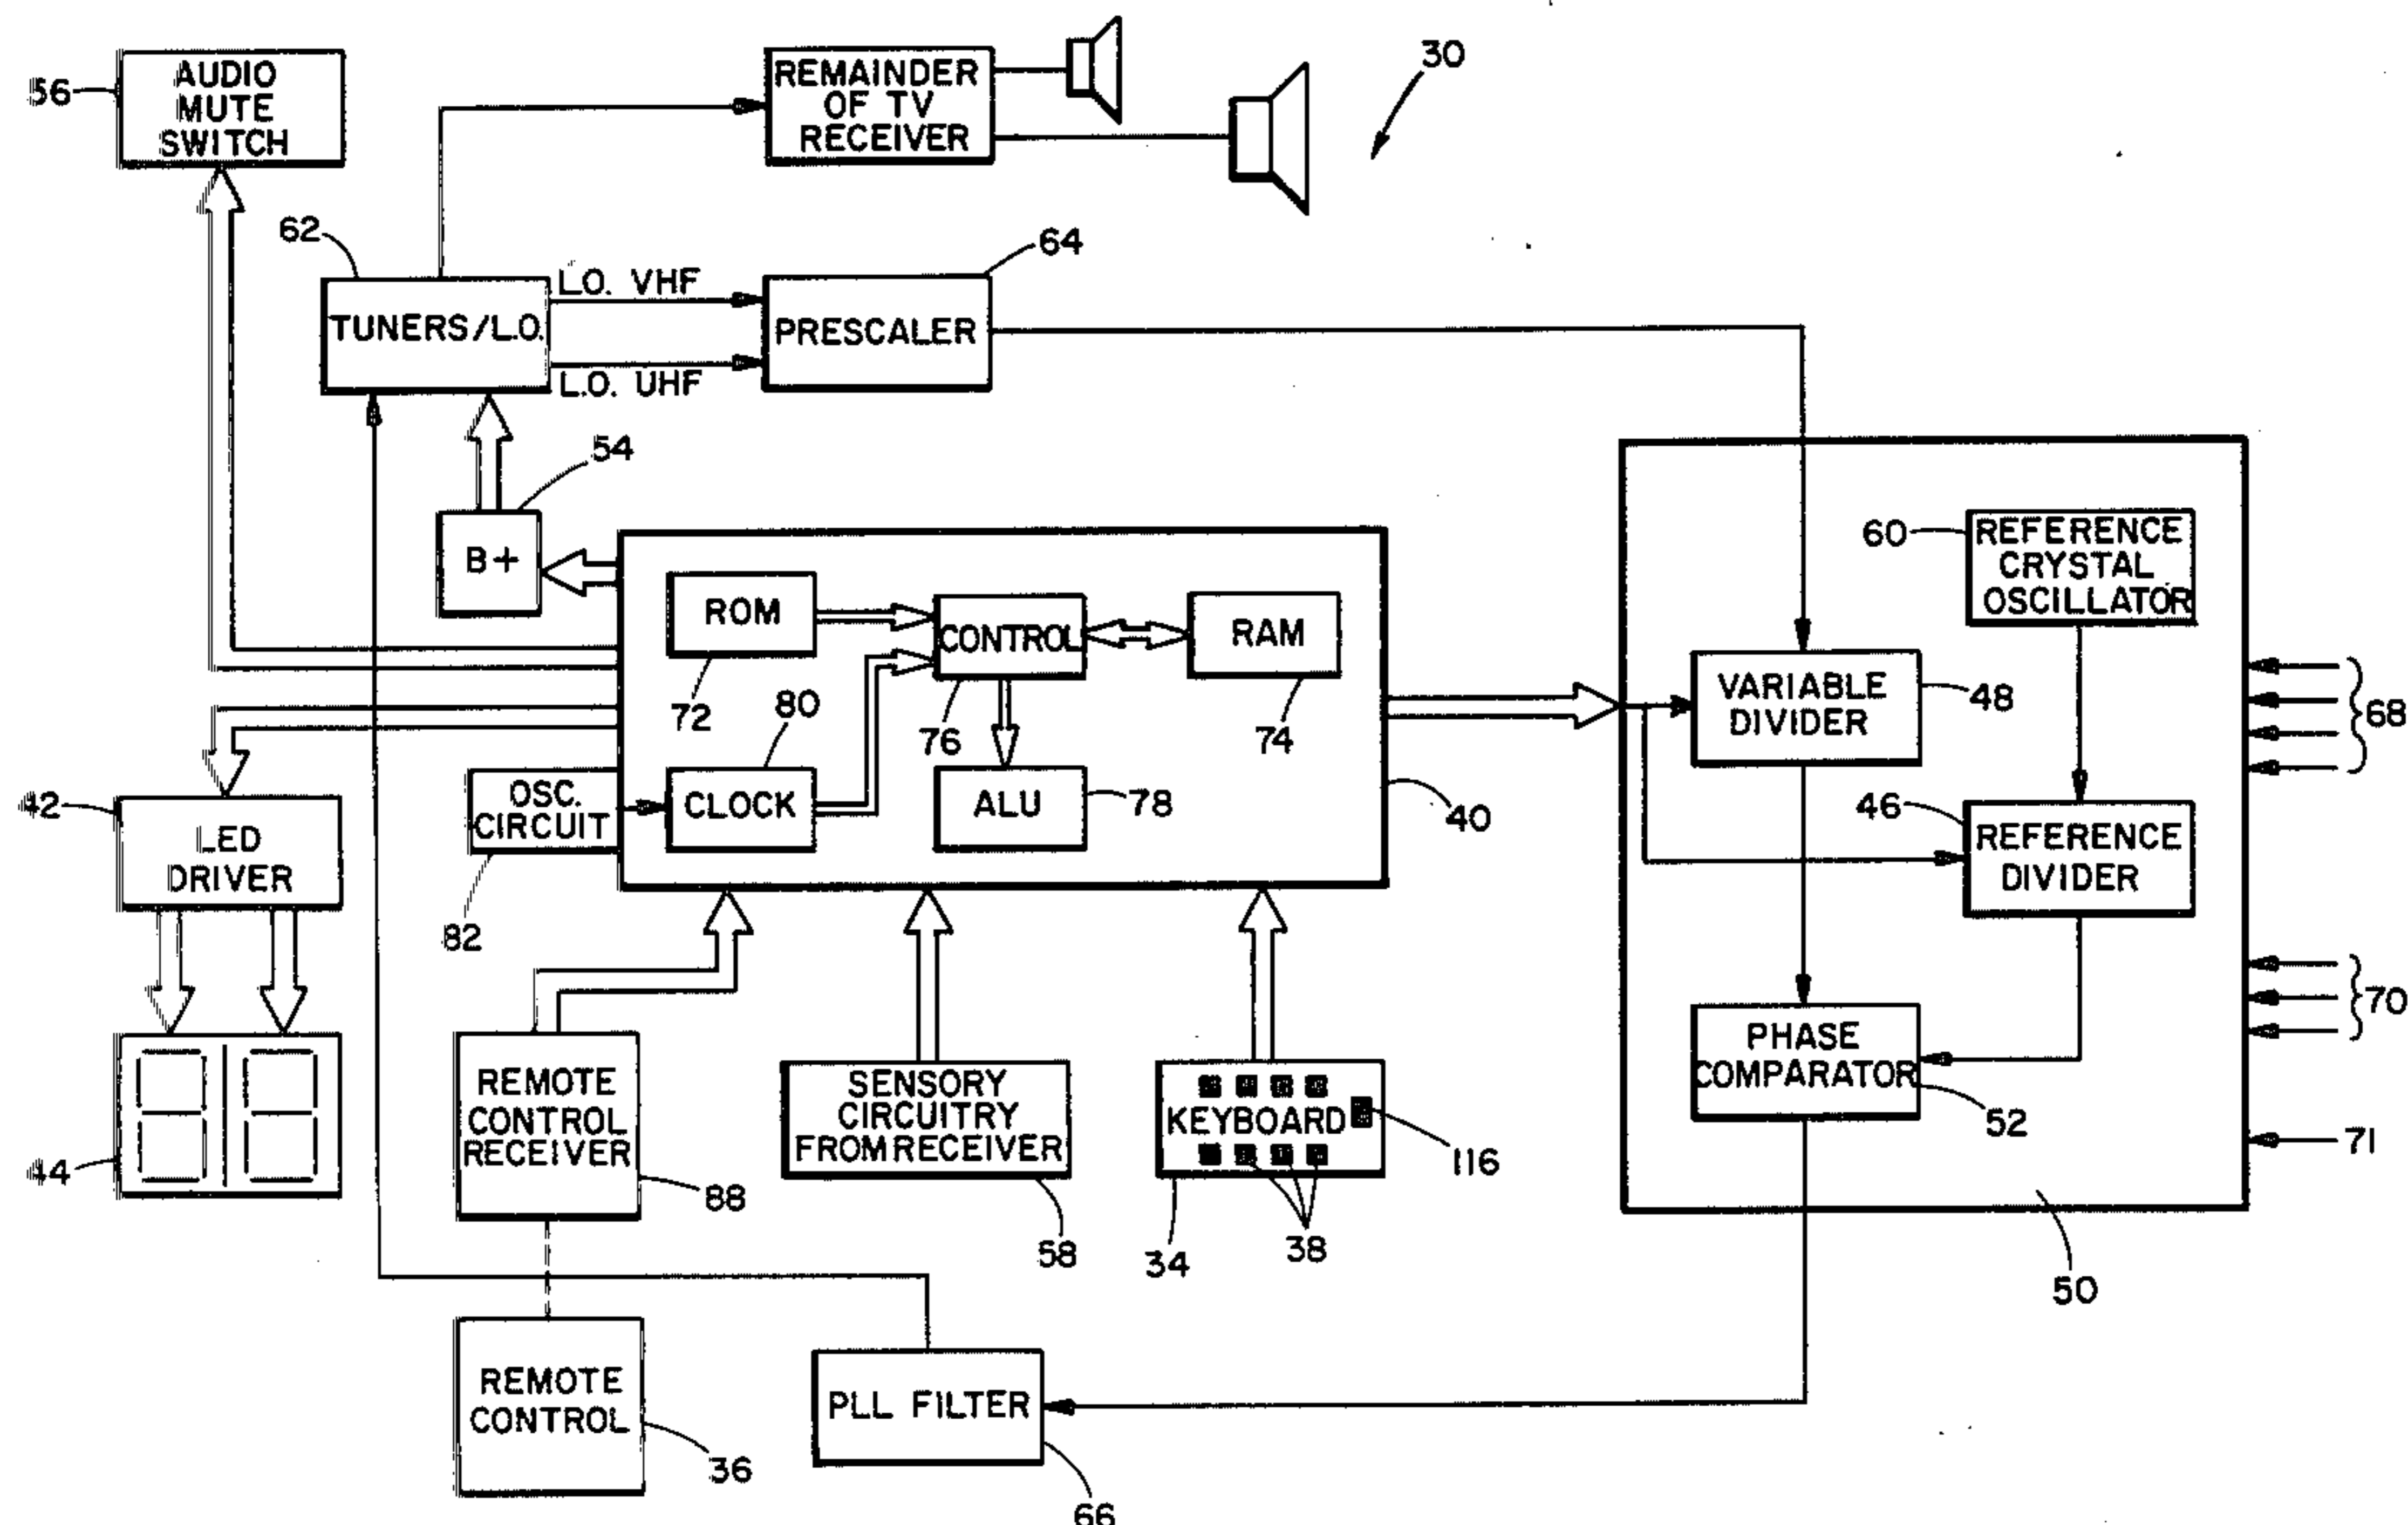 56
AUDIO
MUTE
SWITCH
REMAINDER
OF TV
RECEIVER
30
62
64
L.O. VHF
TUNERS/L.O.
PRESCALER
L.O. UHF
54
B+
ROM
72
CONTROL
76
RAM
74
80
CLOCK
ALU
78
40
OSC.
CIRCUIT
82
42
LED
DRIVER
44
60
REFERENCE
CRYSTAL
OSCILLATOR
VARIABLE
DIVIDER
48
68
46
REFERENCE
DIVIDER
70
PHASE
COMPARATOR
52
71
50
REMOTE
CONTROL
RECEIVER
88
SENSORY
CIRCUITRY
FROM RECEIVER
58
KEYBOARD
116
34
38
REMOTE
CONTROL
36
PLL FILTER
66